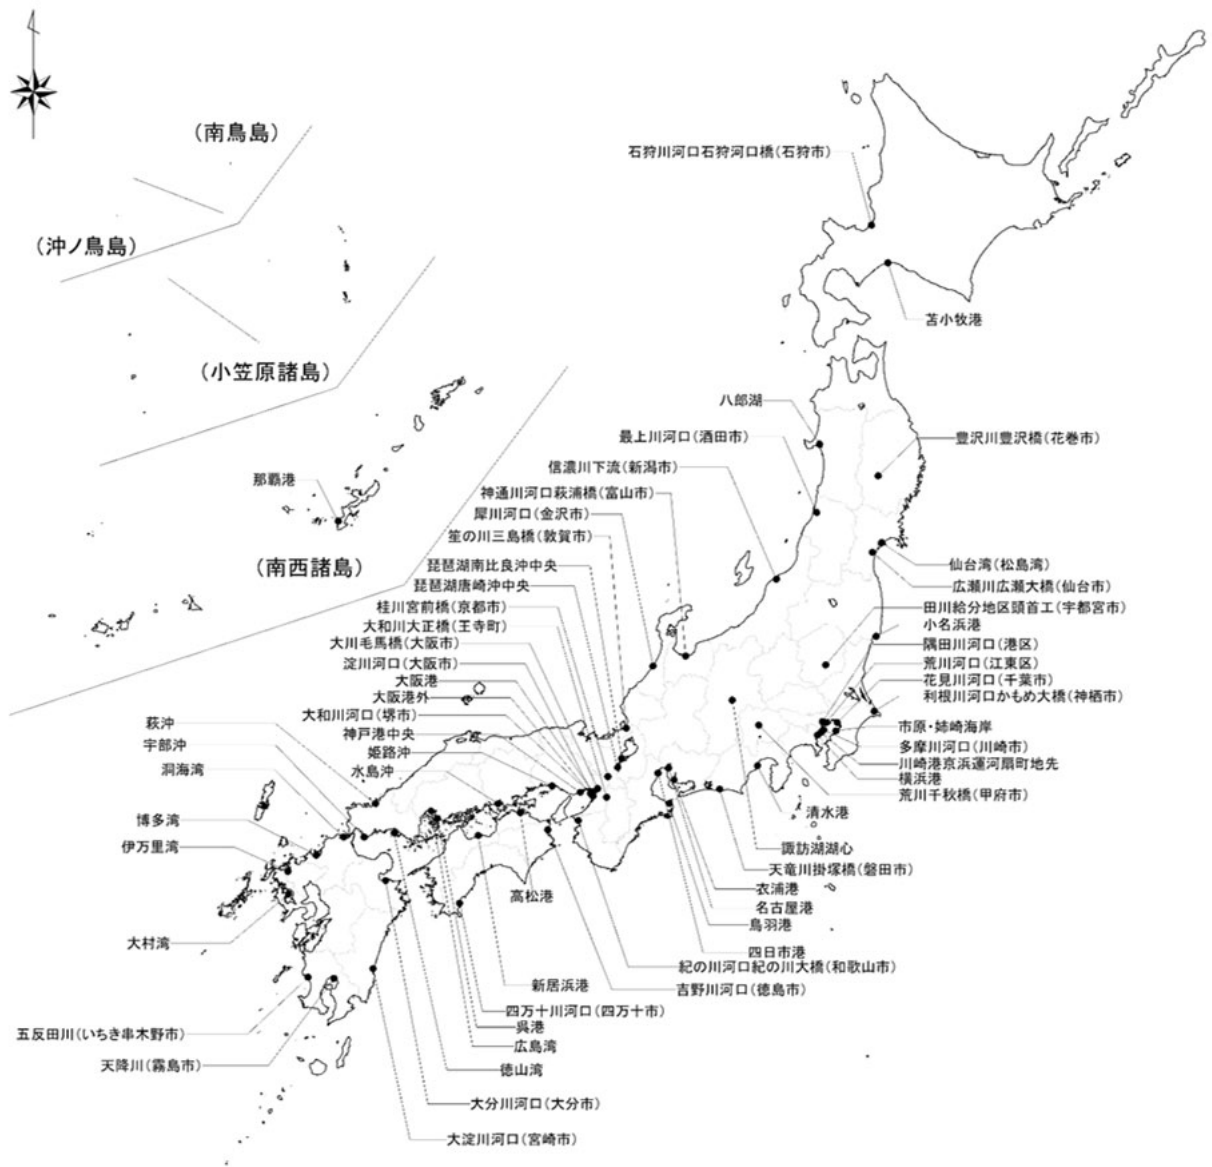 （南鳥島）
石狩川河口石狩河口橋（石狩市）
（沖ノ鳥島）
苫小牧港
（小笠原諸島）
八郎湖
最上川河口（酒田市）
豊沢川豊沢橋（花巻市）
信濃川下流（新潟市）
那覇港
神通川河口萩浦橋（富山市）
犀川河口（金沢市）
笙の川三島橋（敦賀市）
（南西諸島）
琵琶湖南比良沖中央
仙台湾（松島湾）
琵琶湖唐崎沖中央
広瀬川広瀬大橋（仙台市）
桂川宮前橋（京都市）
田川給分地区頭首工（宇都宮市）
大和川大正橋（王寺町）
小名浜港
大川毛馬橋（大阪市）
隅田川河口（港区）
淀川河口（大阪市）
荒川河口（江東区）
大阪港
花見川河口（千葉市）
大阪港外
利根川河口かもめ大橋（神栖市）
大和川河口（堺市）
萩沖
市原・姉崎海岸
神戸港中央
宇部沖
多摩川河口（川崎市）
姫路沖
川崎港京浜運河扇町地先
洞海湾
水島沖
横浜港
荒川千秋橋（甲府市）
清水港
博多湾
伊万里湾
諏訪湖湖心
天竜川掛塚橋（磐田市）
衣浦港
高松港
名古屋港
鳥羽港
大村湾
四日市港
紀の川河口紀の川大橋（和歌山市）
新居浜港
吉野川河口（徳島市）
四万十川河口（四万十市）
呉港
五反田川（いちき串木野市）
広島湾
天降川（霧島市）
徳山湾
大分川河口（大分市）
大淀川河口（宮崎市）